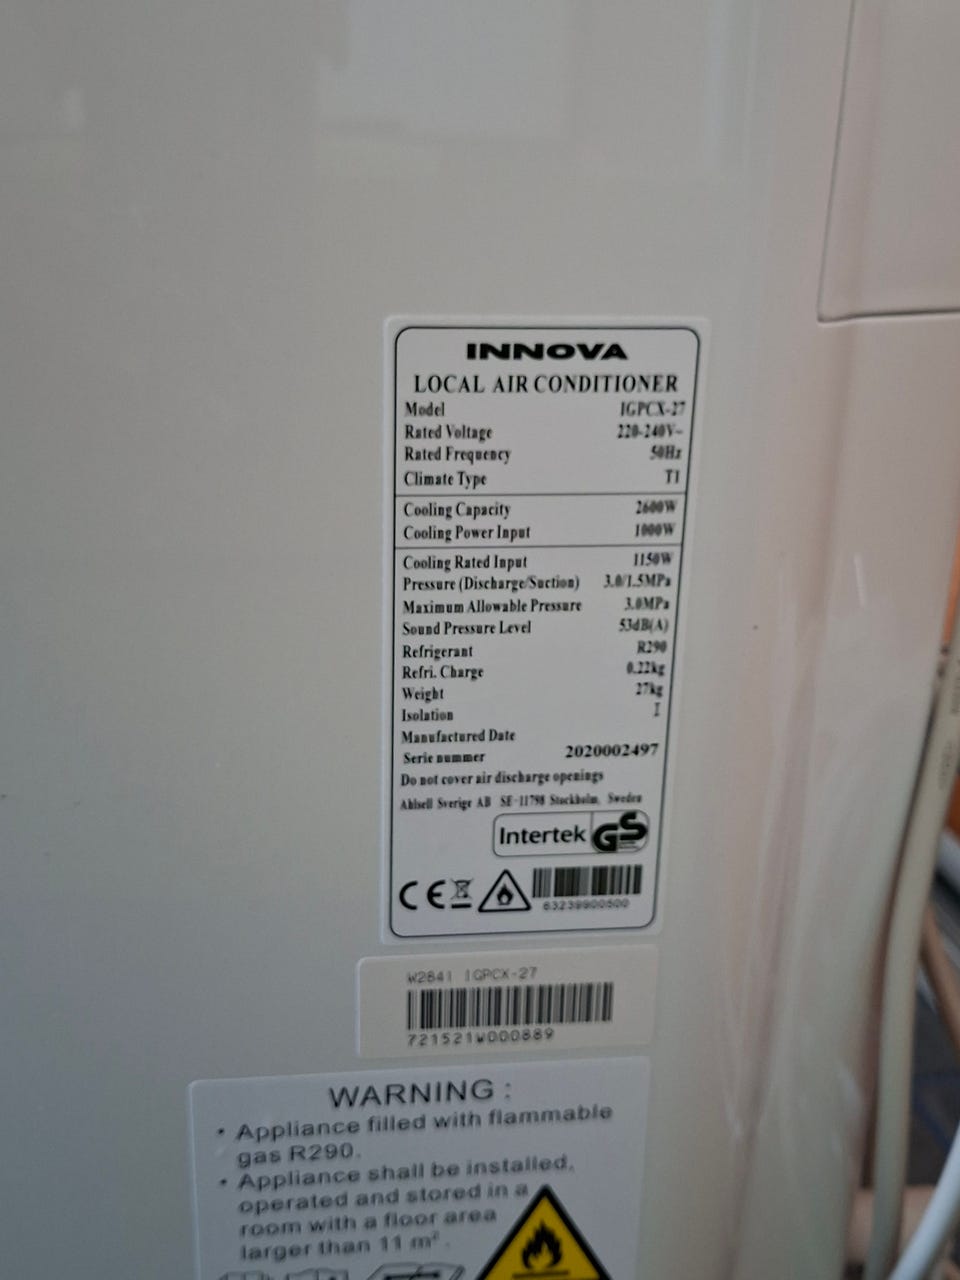 INNOVA
LOCAL AIR CONDITIONER
Model IGPCX-27
Rated Voltage 220-240V~
Rated Frequency 50Hz
Climate Type T1
Cooling Capacity 2600W
Cooling Power Input 1000W
Cooling Rated Input 1150W
Pressure (Discharge/Suction) 3.0/1.5MPa
Maximum Allowable Pressure 3.0MPa
Sound Pressure Level 53dB(A)
Refrigerant R290
Refri. Charge 0.22kg
Weight 27kg
Isolation I
Manufactured Date
Serie nummer 2020002497
Do not cover air discharge openings
Ahlsell Sverige AB SE-11798 Stockholm, Sweden
Intertek GS
CE
63239900500
W2841 IGPCX-27
721521W000889
WARNING :
• Appliance filled with flammable
gas R290.
• Appliance shall be installed,
operated and stored in a
room with a floor area
larger than 11 m².